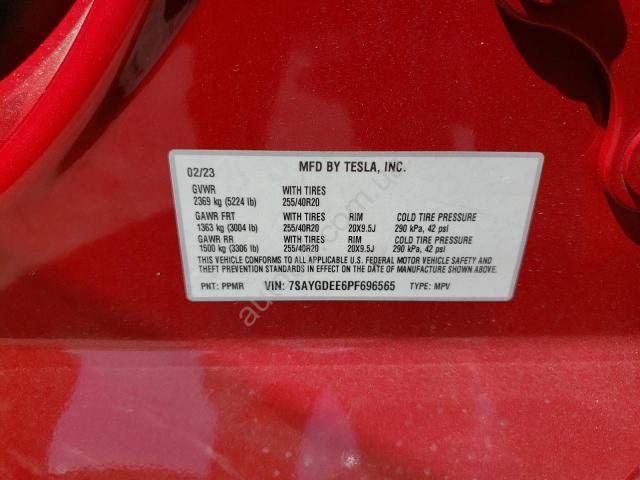 02/23 MFD BY TESLA, INC.
GVWR WITH TIRES
2369 kg (5224 lb) 255/40R20
GAWR FRT WITH TIRES RIM COLD TIRE PRESSURE
1363 kg (3004 lb) 255/40R20 20X9.5J 290 kPa, 42 psi
GAWR RR WITH TIRES RIM COLD TIRE PRESSURE
1500 kg (3306 lb) 255/40R20 20X9.5J 290 kPa, 42 psi
THIS VEHICLE CONFORMS TO ALL APPLICABLE U.S. FEDERAL MOTOR VEHICLE SAFETY AND
THEFT PREVENTION STANDARDS IN EFFECT ON THE DATE OF MANUFACTURE SHOWN ABOVE.
PNT: PPMR VIN: 7SAYGDEE6PF696565 TYPE: MPV